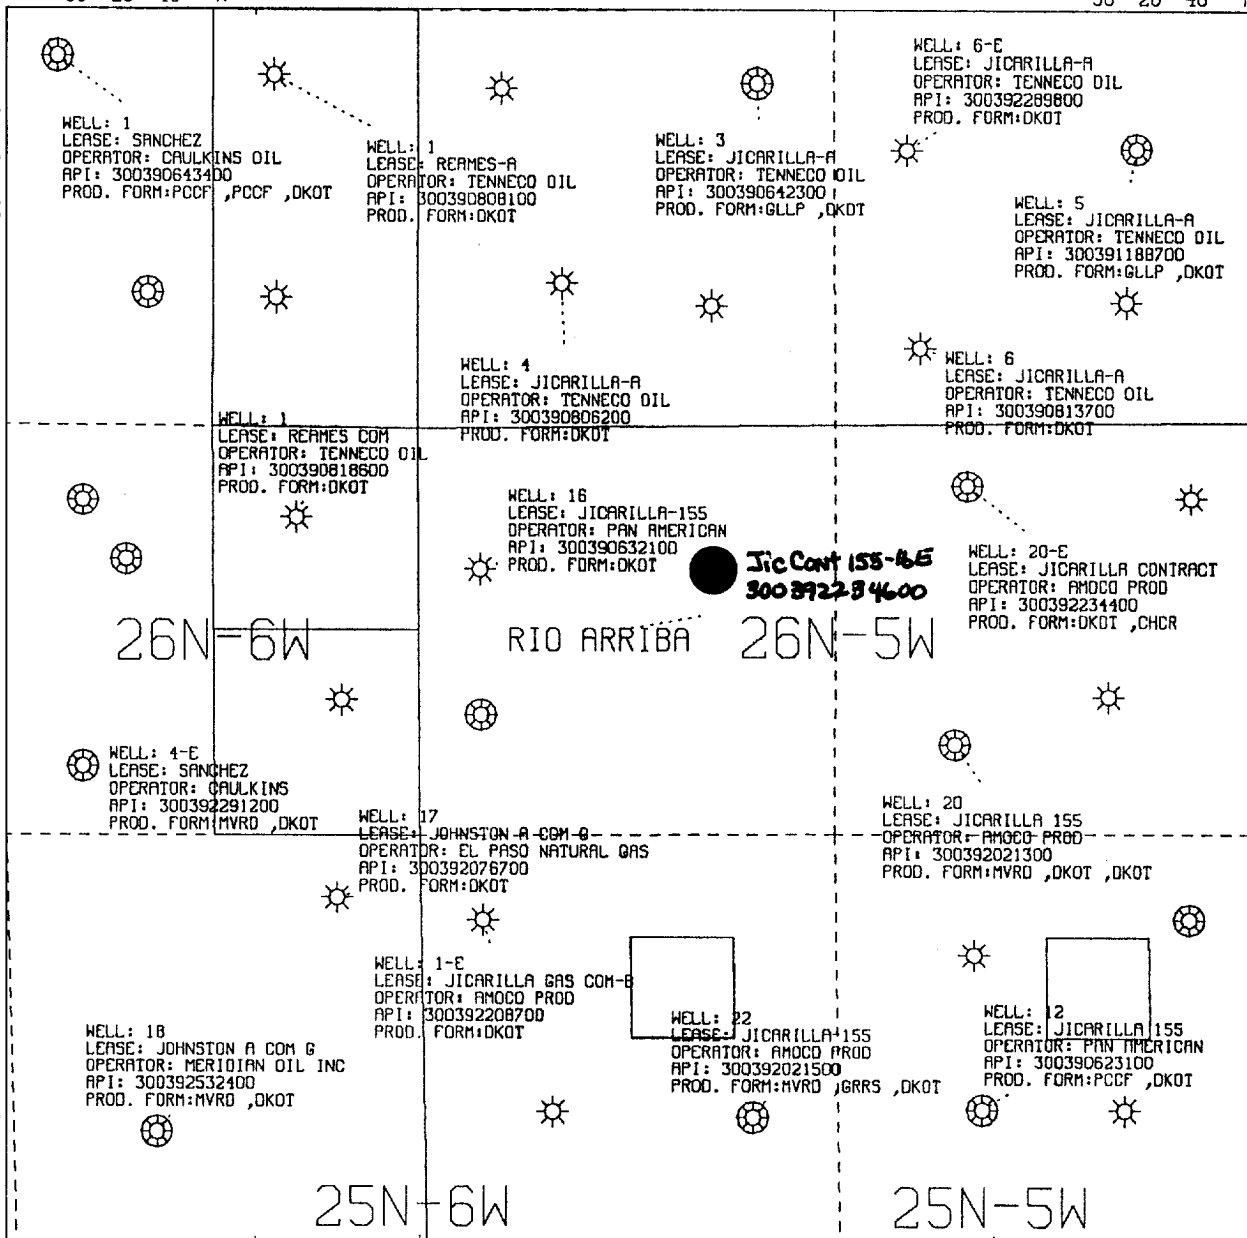 WELL: 1
LEASE: SANCHEZ
OPERATOR: CAULKINS OIL
API: 300390643400
PROD. FORM:PCCF ,PCCF ,DKOT
WELL: 1
LEASE: REAMES-A
OPERATOR: TENNECO OIL
API: 300390808100
PROD. FORM:DKOT
WELL: 3
LEASE: JICARILLA-A
OPERATOR: TENNECO OIL
API: 300390642300
PROD. FORM:GLLP ,DKOT
WELL: 6-E
LEASE: JICARILLA-A
OPERATOR: TENNECO OIL
API: 300392289800
PROD. FORM:DKOT
WELL: 5
LEASE: JICARILLA-A
OPERATOR: TENNECO OIL
API: 300391188700
PROD. FORM:GLLP ,DKOT
WELL: 4
LEASE: JICARILLA-A
OPERATOR: TENNECO OIL
API: 300390806200
PROD. FORM:DKOT
WELL: 6
LEASE: JICARILLA-A
OPERATOR: TENNECO OIL
API: 300390813700
PROD. FORM:DKOT
WELL: 1
LEASE: REAMES COM
OPERATOR: TENNECO OIL
API: 300390818600
PROD. FORM:DKOT
WELL: 16
LEASE: JICARILLA-155
OPERATOR: PAN AMERICAN
API: 300390632100
PROD. FORM:DKOT
Jic Cont 155-16E
300392234600
WELL: 20-E
LEASE: JICARILLA CONTRACT
OPERATOR: AMOCO PROD
API: 300392234400
PROD. FORM:DKOT ,CHCR
26N-6W
RIO ARRIBA
26N-5W
WELL: 4-E
LEASE: SANCHEZ
OPERATOR: CAULKINS
API: 300392291200
PROD. FORM:MVRD ,DKOT
WELL: 17
LEASE: JOHNSTON A COM G
OPERATOR: EL PASO NATURAL GAS
API: 300392076700
PROD. FORM:DKOT
WELL: 20
LEASE: JICARILLA 155
OPERATOR: AMOCO PROD
API: 300392021300
PROD. FORM:MVRD ,DKOT ,DKOT
WELL: 1-E
LEASE: JICARILLA GAS COM-B
OPERATOR: AMOCO PROD
API: 300392208700
PROD. FORM:DKOT
WELL: 18
LEASE: JOHNSTON A COM G
OPERATOR: MERIDIAN OIL INC
API: 300392532400
PROD. FORM:MVRD ,DKOT
WELL: 22
LEASE: JICARILLA-155
OPERATOR: AMOCO PROD
API: 300392021500
PROD. FORM:MVRD ,GRRS ,DKOT
WELL: 12
LEASE: JICARILLA 155
OPERATOR: PAN AMERICAN
API: 300390623100
PROD. FORM:PCCF ,DKOT
25N-6W
25N-5W